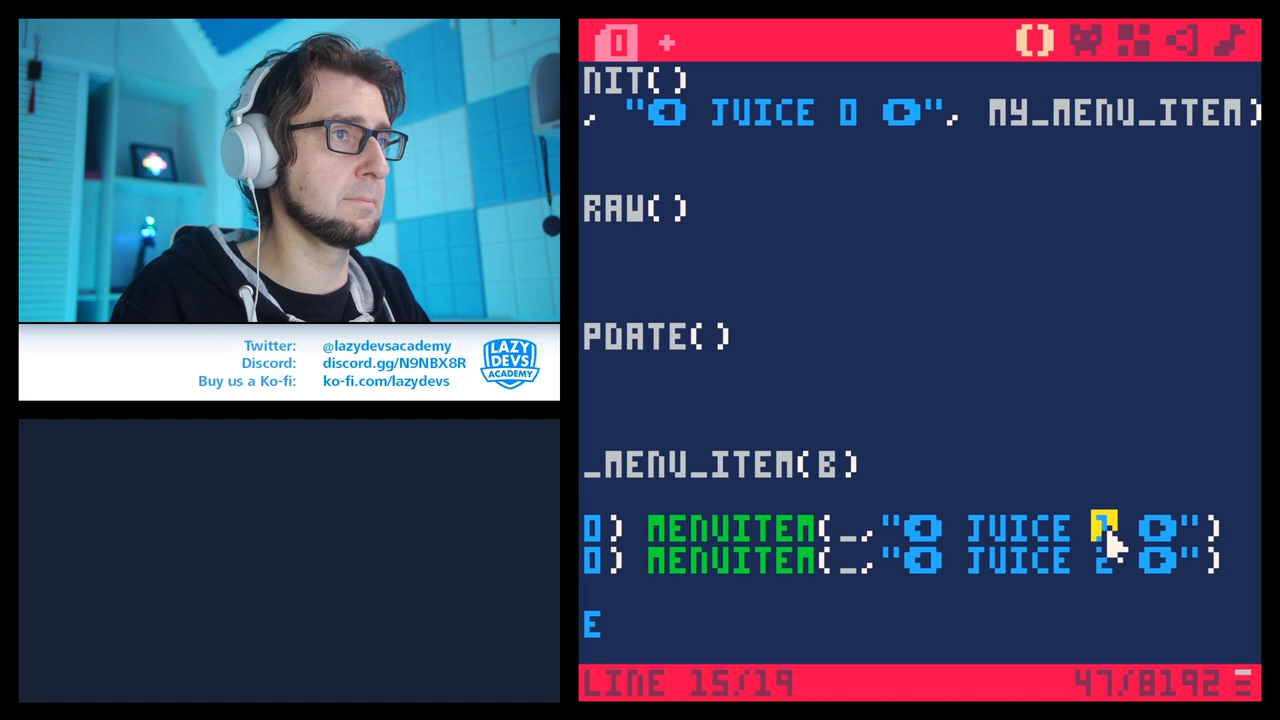 Twitter: @lazydevsacademy
Discord: discord.gg/N9NBX8R
Buy us a Ko-fi: ko-fi.com/lazydevs
LAZY
DEVS
ACADEMY
0 +
NIT()
, "⬅️ JUICE 0 ➡️", MY_MENU_ITEM)
RAW()
PDATE()
_MENU_ITEM(B)
0) MENUITEM(_,"⬅️ JUICE 1 ➡️")
0) MENUITEM(_,"⬅️ JUICE 2 ➡️")
E
LINE 15/19 47/8192